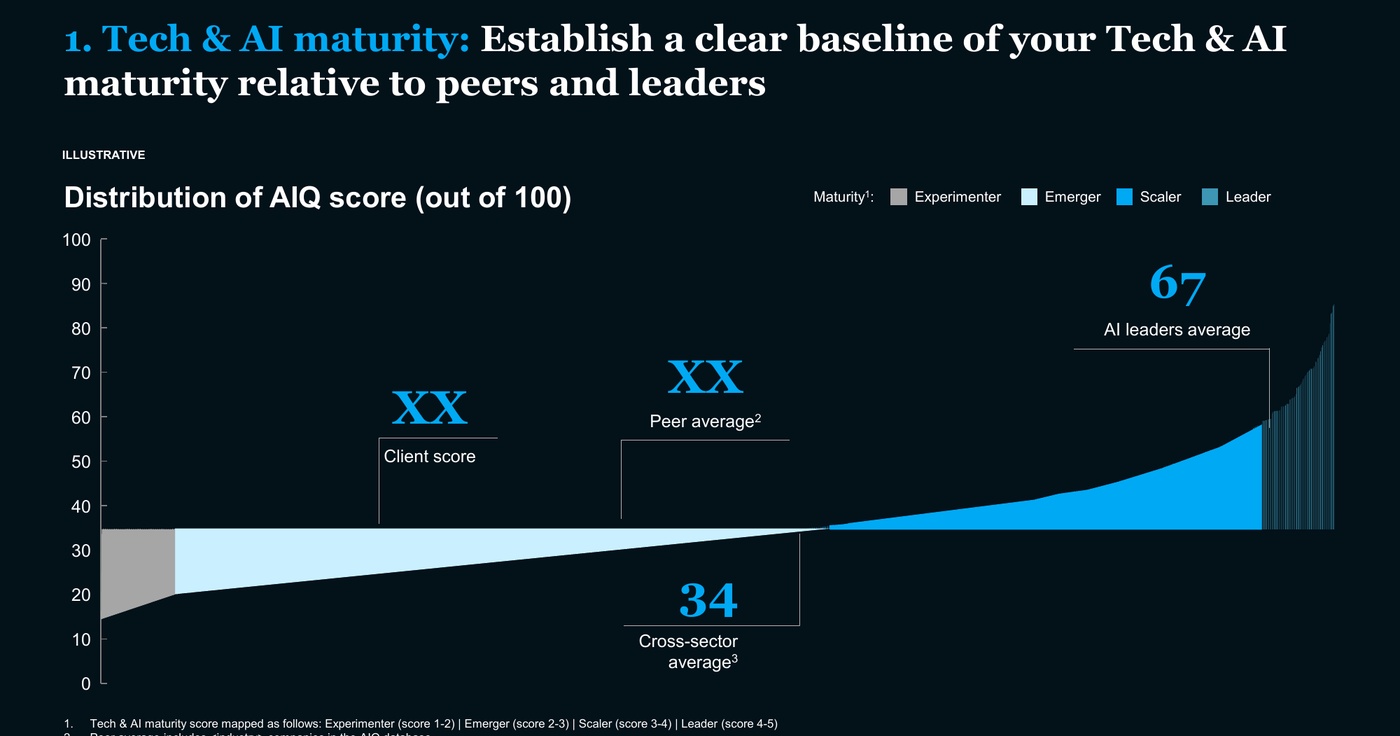 1. Tech & AI maturity: Establish a clear baseline of your Tech & AI
maturity relative to peers and leaders
ILLUSTRATIVE
Distribution of AIQ score (out of 100)
Maturity¹: Experimenter Emerger Scaler Leader
100
90
80
70
60
50
40
30
20
10
0
XX
Client score
XX
Peer average²
67
AI leaders average
34
Cross-sector
average³
1. Tech & AI maturity score mapped as follows: Experimenter (score 1-2) | Emerger (score 2-3) | Scaler (score 3-4) | Leader (score 4-5)